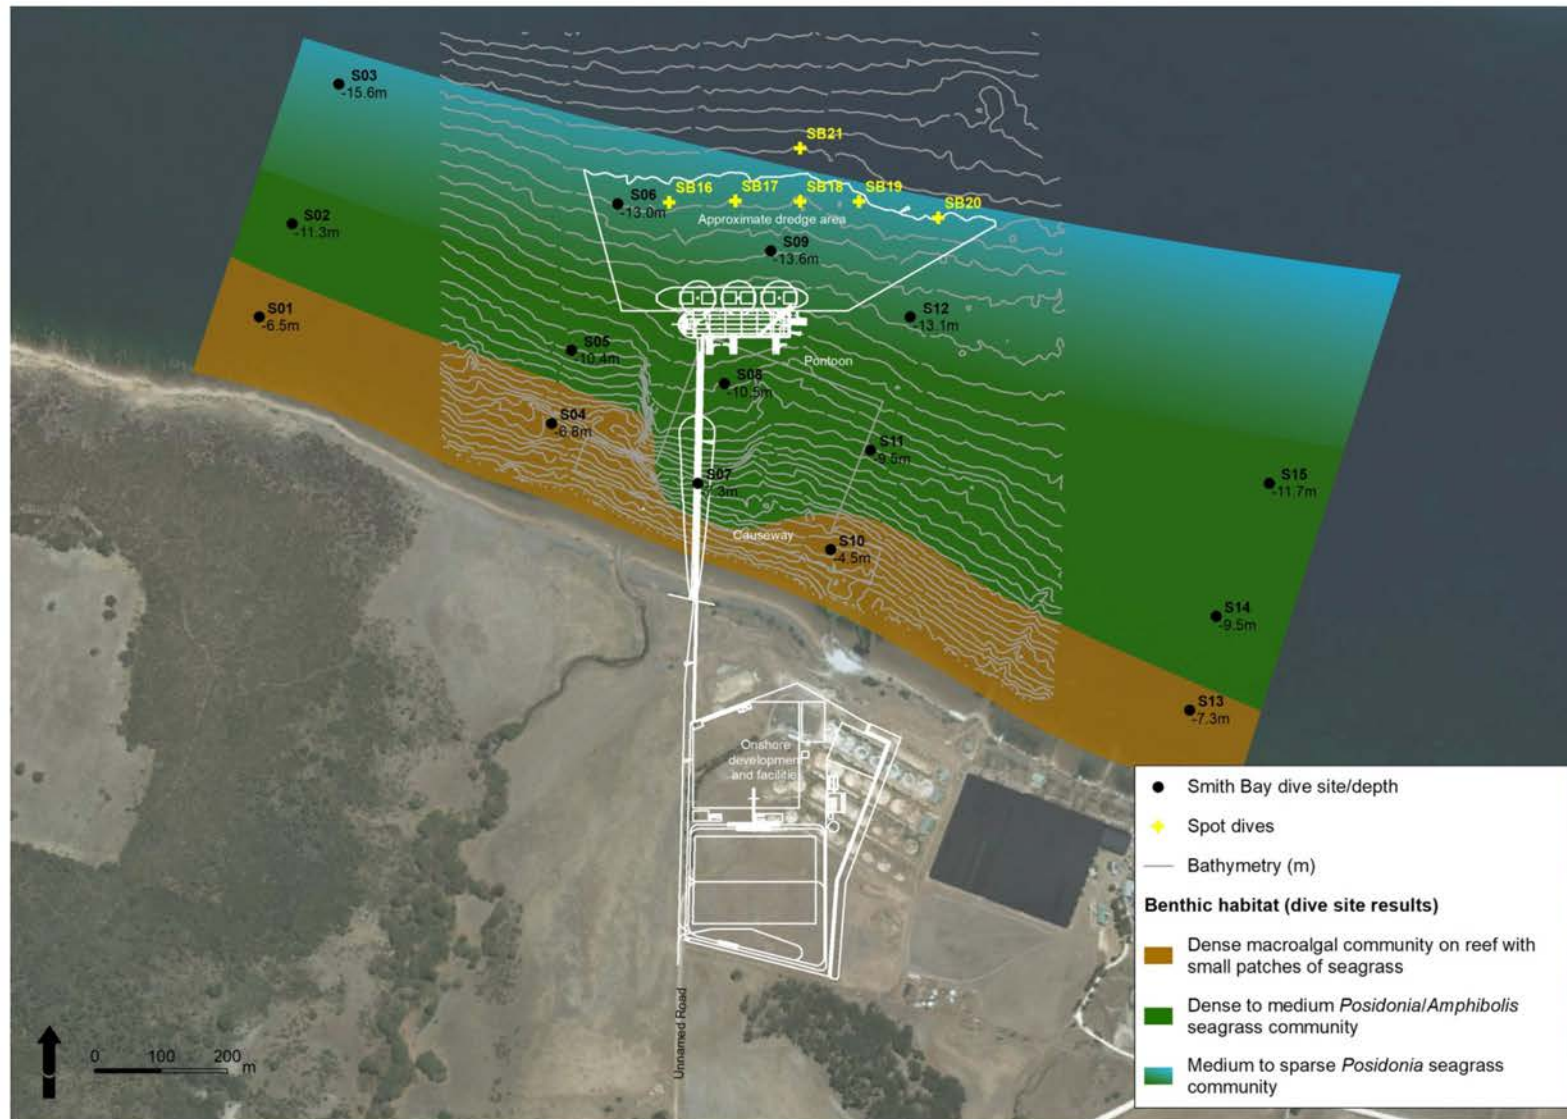 S03
-15.6m
SB21
S06
-13.0m
SB16
SB17
SB18
SB19
SB20
Approximate dredge area
S02
-11.3m
S09
-13.6m
S01
-6.5m
S12
-13.1m
S05
-10.4m
Pontoon
S08
-10.5m
S04
-6.8m
S11
-9.5m
S07
.3m
S15
-11.7m
Causeway
S10
-4.5m
S14
-9.5m
S13
-7.3m
Onshore
developmen
and facilitie
Unnamed Road
0 100 200
m
Smith Bay dive site/depth
Spot dives
Bathymetry (m)
Benthic habitat (dive site results)
Dense macroalgal community on reef with
small patches of seagrass
Dense to medium Posidonia/Amphibolis
seagrass community
Medium to sparse Posidonia seagrass
community